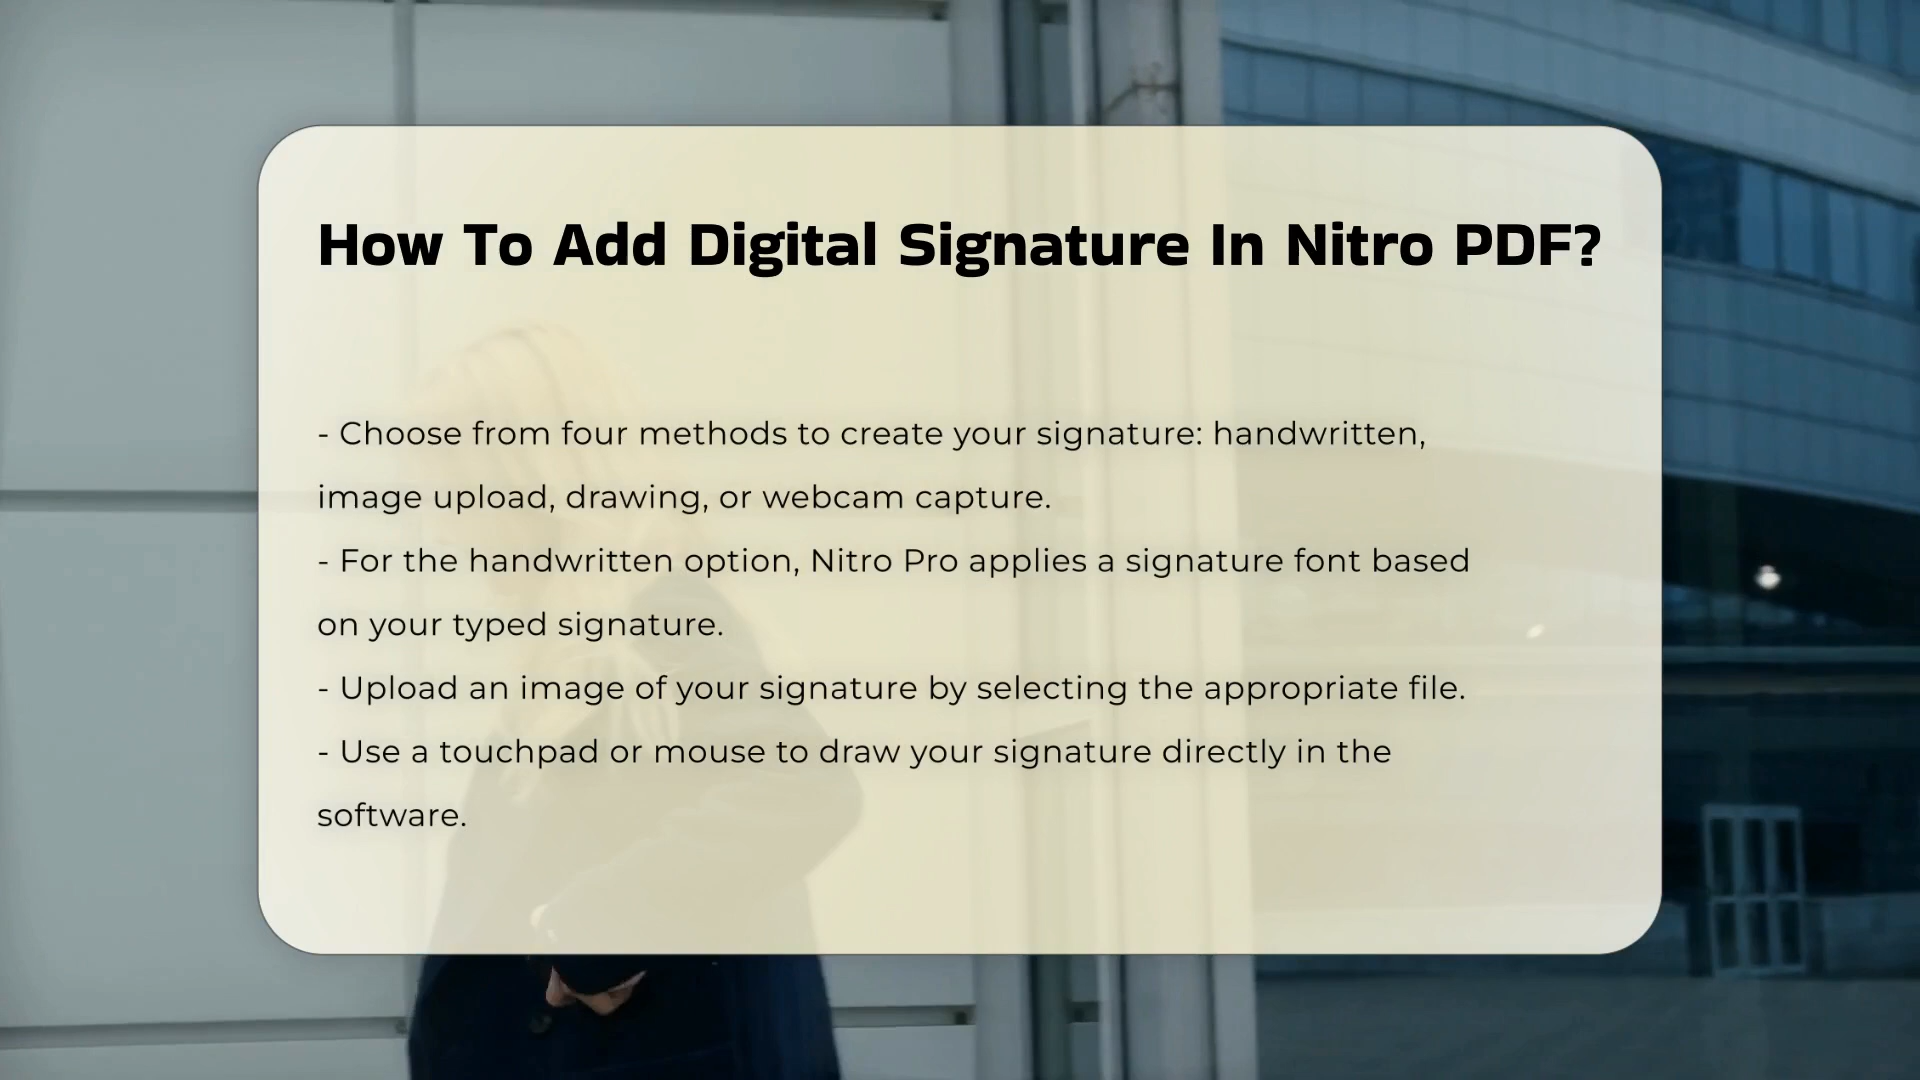 How To Add Digital Signature In Nitro PDF?
- Choose from four methods to create your signature: handwritten,
image upload, drawing, or webcam capture.
- For the handwritten option, Nitro Pro applies a signature font based
on your typed signature.
- Upload an image of your signature by selecting the appropriate file.
- Use a touchpad or mouse to draw your signature directly in the
software.